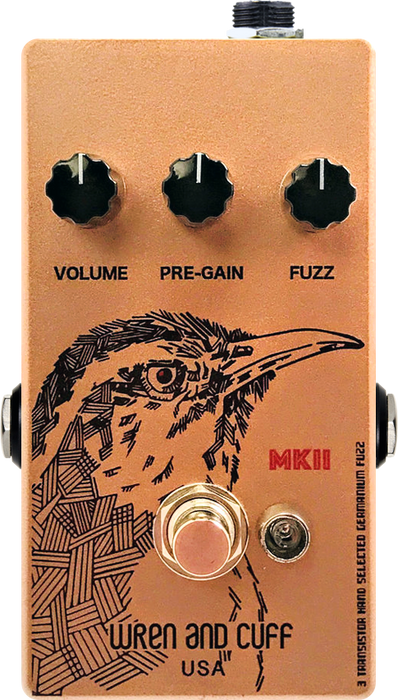 VOLUME PRE-GAIN FUZZ
MKII
3 TRANSISTOR HAND SELECTED GERMANIUM FUZZ
WREN AND CUFF
USA